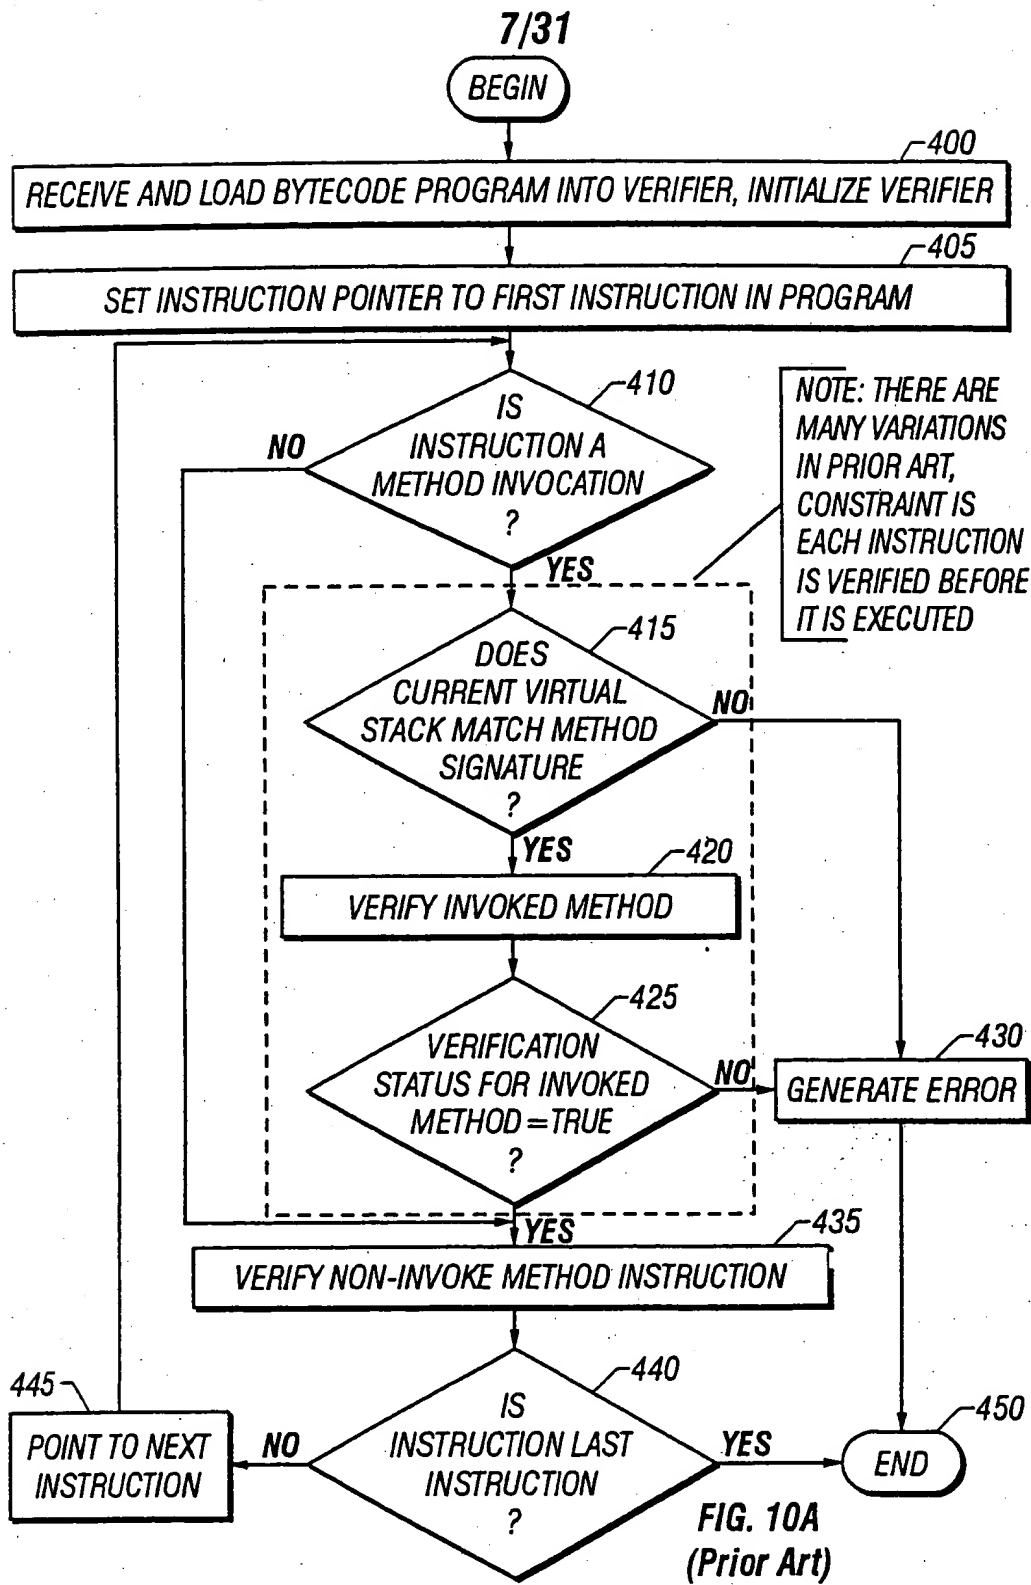 7/31
BEGIN
400
RECEIVE AND LOAD BYTECODE PROGRAM INTO VERIFIER, INITIALIZE VERIFIER
405
SET INSTRUCTION POINTER TO FIRST INSTRUCTION IN PROGRAM
410
IS
INSTRUCTION A
METHOD INVOCATION
?
NO
YES
NOTE: THERE ARE
MANY VARIATIONS
IN PRIOR ART,
CONSTRAINT IS
EACH INSTRUCTION
IS VERIFIED BEFORE
IT IS EXECUTED
415
DOES
CURRENT VIRTUAL
STACK MATCH METHOD
SIGNATURE
?
NO
YES
420
VERIFY INVOKED METHOD
425
VERIFICATION
STATUS FOR INVOKED
METHOD=TRUE
?
NO
430
GENERATE ERROR
YES
435
VERIFY NON-INVOKE METHOD INSTRUCTION
440
IS
INSTRUCTION LAST
INSTRUCTION
?
NO
YES
445
POINT TO NEXT
INSTRUCTION
450
END
FIG. 10A
(Prior Art)